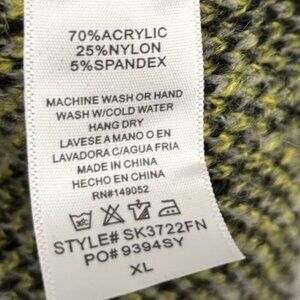 70%ACRYLIC
25%NYLON
5%SPANDEX
MACHINE WASH OR HAND
WASH W/COLD WATER
HANG DRY
LAVESE A MANO O EN
LAVADORA C/AGUA FRIA
MADE IN CHINA
HECHO EN CHINA
RN#149052
STYLE# SK3722FN
PO# 9394SY
XL